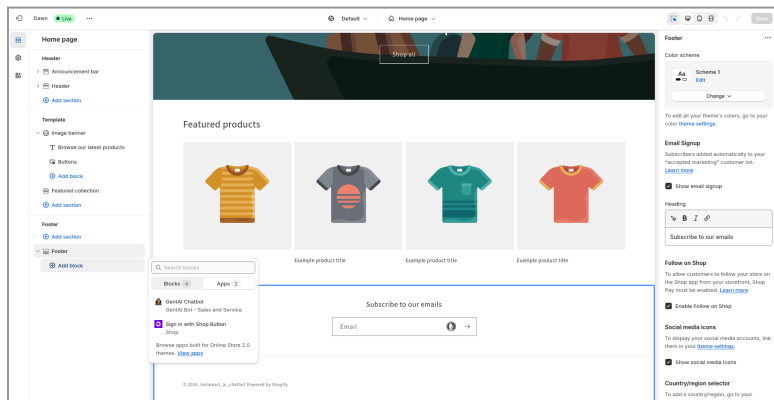 Dawn
Live
Default
Home page
Save
Home page
Header
Announcement bar
Header
Add section
Template
Image banner
Browse our latest products
Buttons
Add block
Featured collection
Add section
Footer
Add section
Footer
Add block
Search blocks
Blocks 4
Apps 2
GentAI Chatbot
GentAI Bot - Sales and Service
Sign in with Shop Button
Shop
Browse apps built for Online Store 2.0
themes. View apps
Shop all
Featured products
Example product title
Example product title
Example product title
Subscribe to our emails
Email
Powered by Shopify
Footer
Color scheme
Aa
Scheme 1
Edit
Change
To edit all your theme's colors, go to your
color theme settings.
Email Signup
Subscribers added automatically to your
"accepted marketing" customer list.
Learn more
Show email signup
Heading
B I
Subscribe to our emails
Follow on Shop
To allow customers to follow your store on
the Shop app from your storefront, Shop
Pay must be enabled. Learn more
Enable Follow on Shop
Social media icons
To display your social media accounts, link
them in your theme settings.
Show social media icons
Country/region selector
To add a country/region, go to your